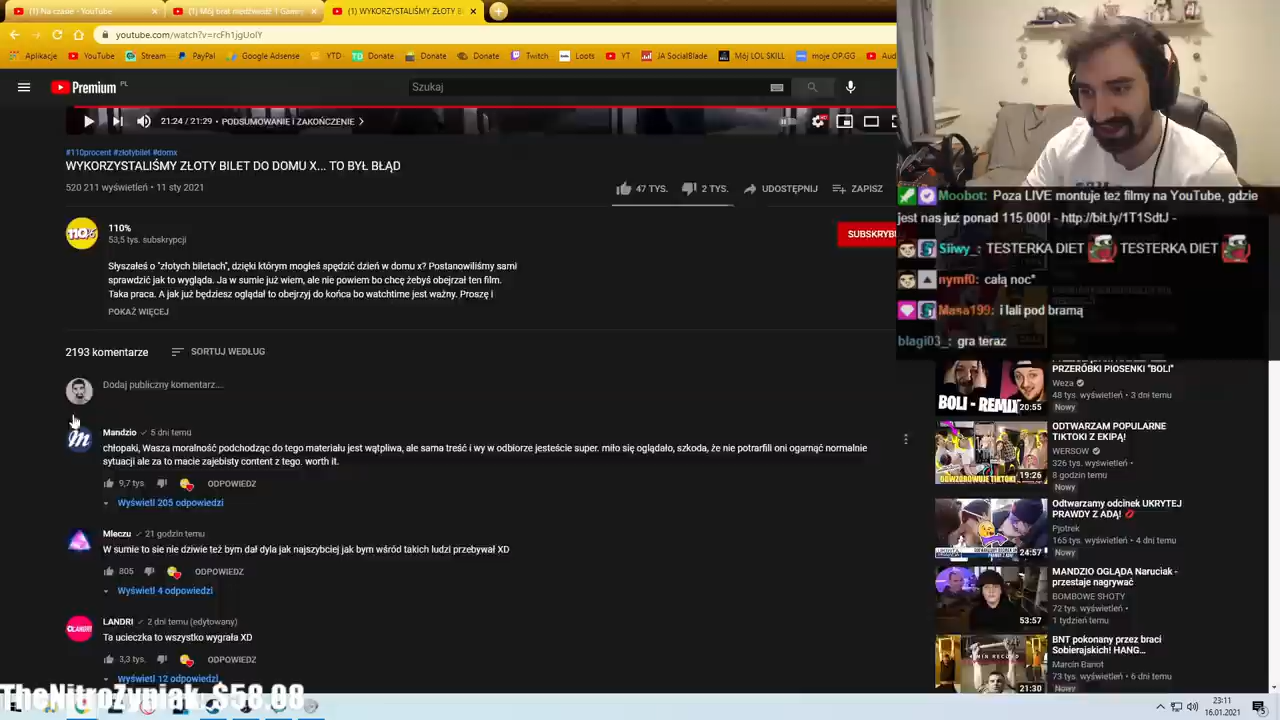 (1) Na czasie - YouTube
(1) Mój brat niedźwiedź 1 Gameplay
(1) WYKORZYSTALIŚMY ZŁOTY B
youtube.com/watch?v=rcFh1jgUoIY
Aplikacje YouTube Stream PayPal Google Adsense YTD Donate Donate Donate Twitch Loots YT JA SocialBlade Mój LOL $KILL moje OP.GG
Premium PL
Szukaj
21:24 / 21:29 • PODSUMOWANIE I ZAKOŃCZENIE
#110procent #złotybilet #domx
WYKORZYSTALIŚMY ZŁOTY BILET DO DOMU X... TO BYŁ BŁĄD
520 211 wyświetleń • 11 sty 2021
47 TYS. 2 TYS. UDOSTĘPNIJ ZAPISZ
110%
53,5 tys. subskrypcji
SUBSKRYBU
Słyszałeś o "złotych biletach", dzięki którym mogłeś spędzić dzień w domu x? Postanowiliśmy sami
sprawdzić jak to wygląda. Ja w sumie już wiem, ale nie powiem bo chcę żebyś obejrzał ten film.
Taka praca. A jak już będziesz oglądał to obejrzyj do końca bo watchtime jest ważny. Proszę i
POKAŻ WIĘCEJ
2193 komentarze SORTUJ WEDŁUG
Dodaj publiczny komentarz...
Mandzio 5 dni temu
chłopaki, Wasza moralność podchodząc do tego materiału jest wątpliwa, ale sama treść i wy w odbiorze jesteście super. miło się oglądało, szkoda, że nie potrarfili oni ogarnąć normalnie
sytuacji ale za to macie zajebisty content z tego. worth it.
9,7 tys. ODPOWIEDZ
Wyświetl 205 odpowiedzi
Mleczu 21 godzin temu
W sumie to sie nie dziwie też bym dał dyla jak najszybciej jak bym wśród takich ludzi przebywał XD
805 ODPOWIEDZ
Wyświetl 4 odpowiedzi
LANDRI 2 dni temu (edytowany)
Ta ucieczka to wszystko wygrała XD
3,3 tys. ODPOWIEDZ
Wyświetl 12 odpowiedzi
TheNitroZyniak: $58.08
Moobot: Poza LIVE montuje też filmy na YouTube, gdzie
jest nas już ponad 115.000! - http://bit.ly/1T1SdtJ -
Siiwy_: TESTERKA DIET TESTERKA DIET
nymf0: całą noc*
Masa199: i lali pod bramą
blagi03_: gra teraz
PRZERÓBKI PIOSENKI "BOLI"
Weza
48 tys. wyświetleń •
3 dni temu
Nowy
BOLI - REMIX
20:55
ODTWARZAM POPULARNE
TIKTOKI Z EKIPĄ!
WERSOW
326 tys. wyświetleń •
8 godzin temu
Nowy
ODWZOROWUJE TIKTOKI
19:26
Odtwarzamy odcinek UKRYTEJ
PRAWDY Z ADĄ!
Pjotrek
165 tys. wyświetleń • 4 dni temu
Nowy
24:57
MANDZIO OGLĄDA Naruciak -
przestaje nagrywać
BOMBOWE SHOTY
72 tys. wyświetleń •
1 tydzień temu
53:57
BNT pokonany przez braci
Sobierajskich! HANG...
Marcin Banot
73 tys. wyświetleń • 6 dni temu
Nowy
21:30
23:11
16.01.2021